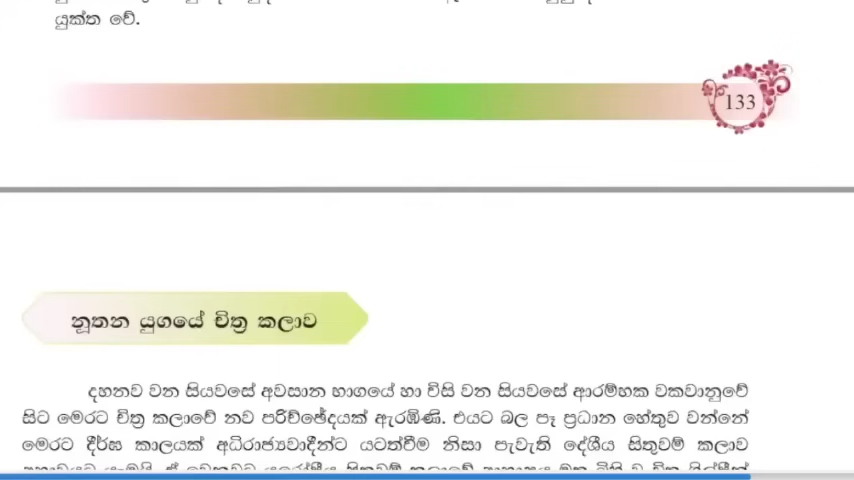 යුක්ත වේ.
133
නූතන යුගයේ චිත්‍ර කලාව
දහනව වන සියවසේ අවසාන භාගයේ හා විසි වන සියවසේ ආරම්භක වකවානුවේ
සිට මෙරට චිත්‍ර කලාවේ නව පරිච්ඡේදයක් ඇරඹිණි. එයට බල පෑ ප්‍රධාන හේතුව වන්නේ
මෙරට දීර්ඝ කාලයක් අධිරාජ්‍යවාදීන්ට යටත්වීම නිසා පැවැති දේශීය සිතුවම් කලාව